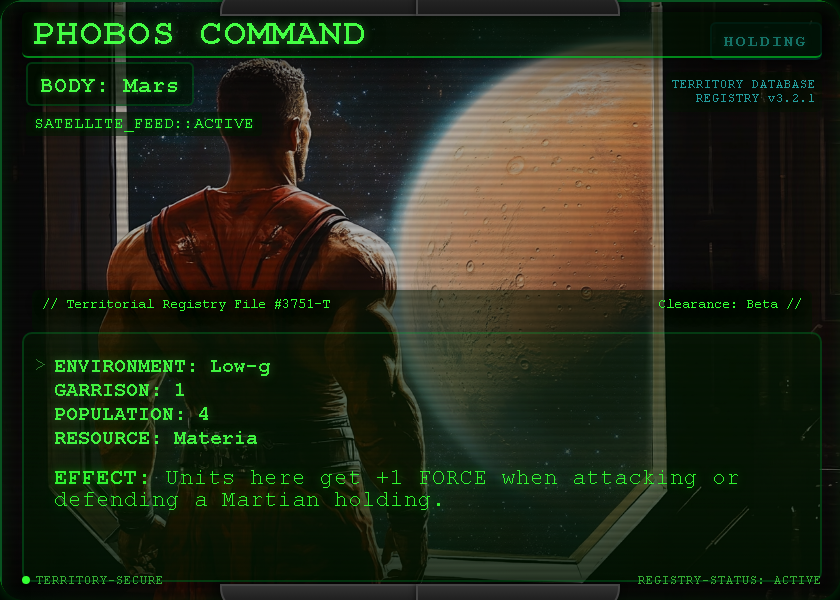 PHOBOS COMMAND
HOLDING
BODY: Mars
TERRITORY DATABASE
REGISTRY v3.2.1
SATELLITE_FEED::ACTIVE
// Territorial Registry File #3751-T
Clearance: Beta //
> ENVIRONMENT: Low-g
GARRISON: 1
POPULATION: 4
RESOURCE: Materia
EFFECT: Units here get +1 FORCE when attacking or
defending a Martian holding.
TERRITORY-SECURE
REGISTRY-STATUS: ACTIVE